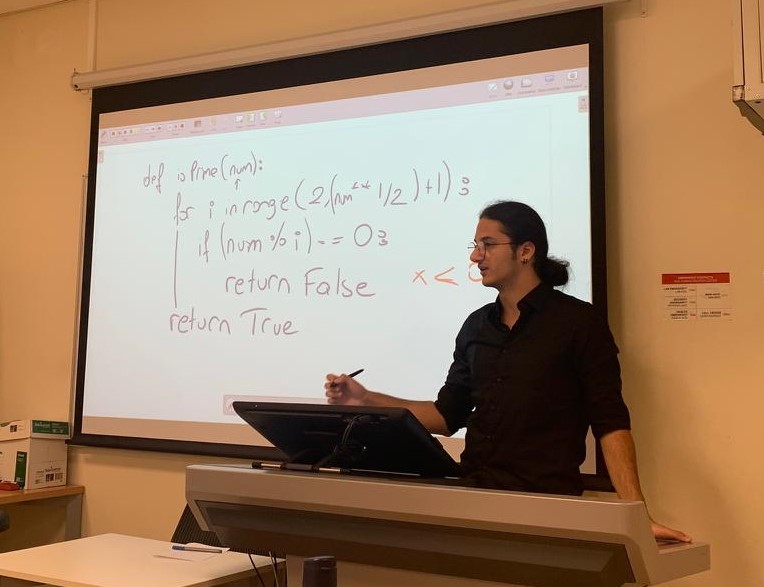 def isPrime(num):
for i in range(2,(num** 1/2)+1):
if (num % i) == 0:
return False
x <
return True